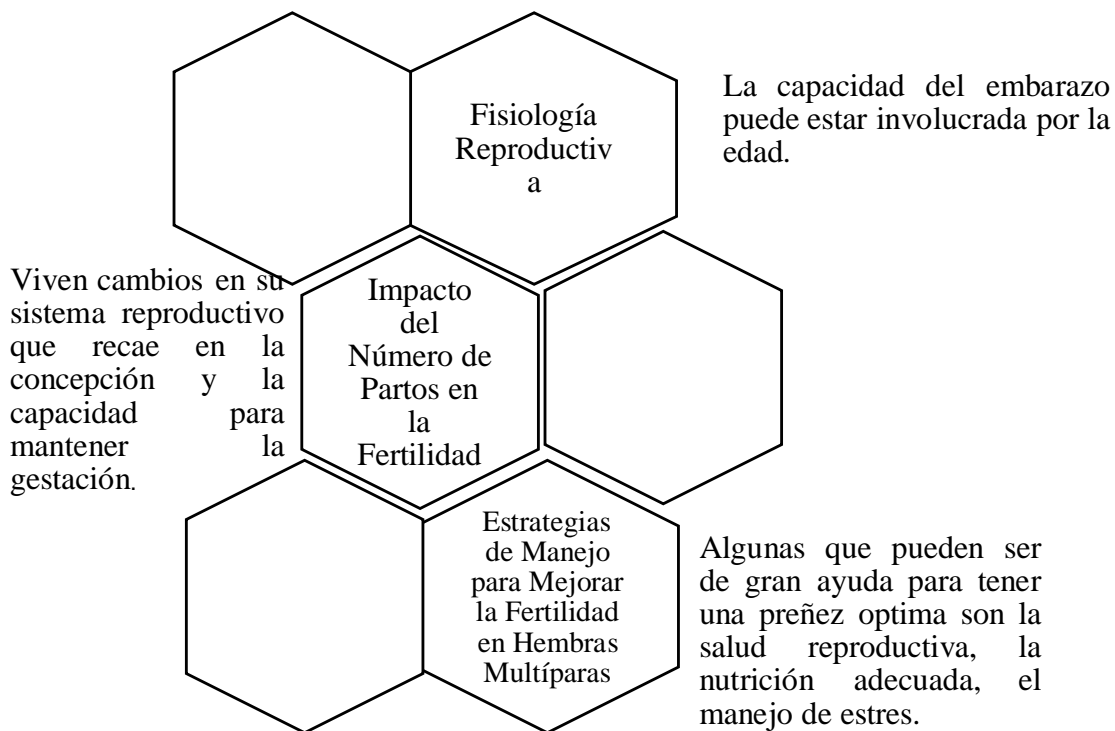 Fisiología
Reproductiv
a
La capacidad del embarazo
puede estar involucrada por la
edad.
Impacto
del
Número de
Partos en
la
Fertilidad
Viven cambios en su
sistema reproductivo
que recae en la
concepción y la
capacidad para
mantener la
gestación.
Estrategias
de Manejo
para Mejorar
la Fertilidad
en Hembras
Multíparas
Algunas que pueden ser
de gran ayuda para tener
una preñez optima son la
salud reproductiva, la
nutrición adecuada, el
manejo de estres.